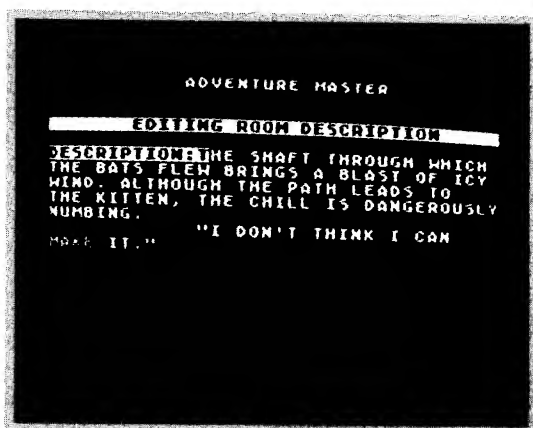 ADVENTURE MASTER
EDITING ROOM DESCRIPTION
DESCRIPTION:THE SHAFT THROUGH WHICH
THE BATS FLEW BRINGS A BLAST OF ICY
WIND. ALTHOUGH THE PATH LEADS TO
THE KITTEN, THE CHILL IS DANGEROUSLY
NUMBING.
"I DON'T THINK I CAN
MAKE IT."